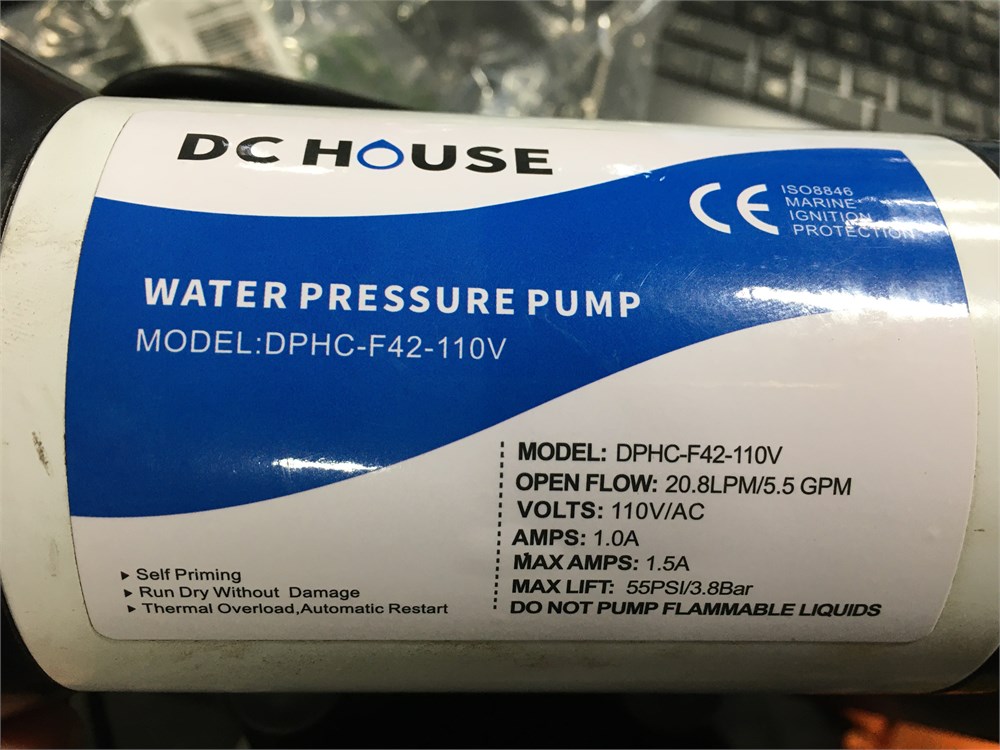 DC HOUSE
CE
ISO8846
MARINE
IGNITION
PROTECTION
WATER PRESSURE PUMP
MODEL:DPHC-F42-110V
MODEL: DPHC-F42-110V
OPEN FLOW: 20.8LPM/5.5 GPM
VOLTS: 110V/AC
AMPS: 1.0A
MAX AMPS: 1.5A
MAX LIFT: 55PSI/3.8Bar
DO NOT PUMP FLAMMABLE LIQUIDS
▸ Self Priming
▸ Run Dry Without Damage
▸ Thermal Overload,Automatic Restart